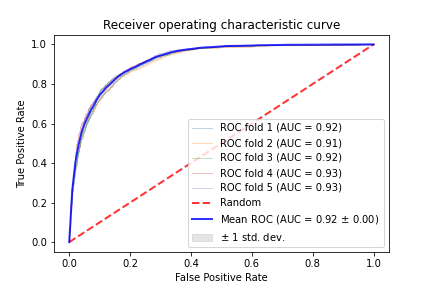 Receiver operating characteristic curve
True Positive Rate
1.0
0.8
0.6
0.4
0.2
0.0
ROC fold 1 (AUC = 0.92)
ROC fold 2 (AUC = 0.91)
ROC fold 3 (AUC = 0.92)
ROC fold 4 (AUC = 0.93)
ROC fold 5 (AUC = 0.93)
Random
Mean ROC (AUC = 0.92 ± 0.00)
± 1 std. dev.
0.0 0.2 0.4 0.6 0.8 1.0
False Positive Rate